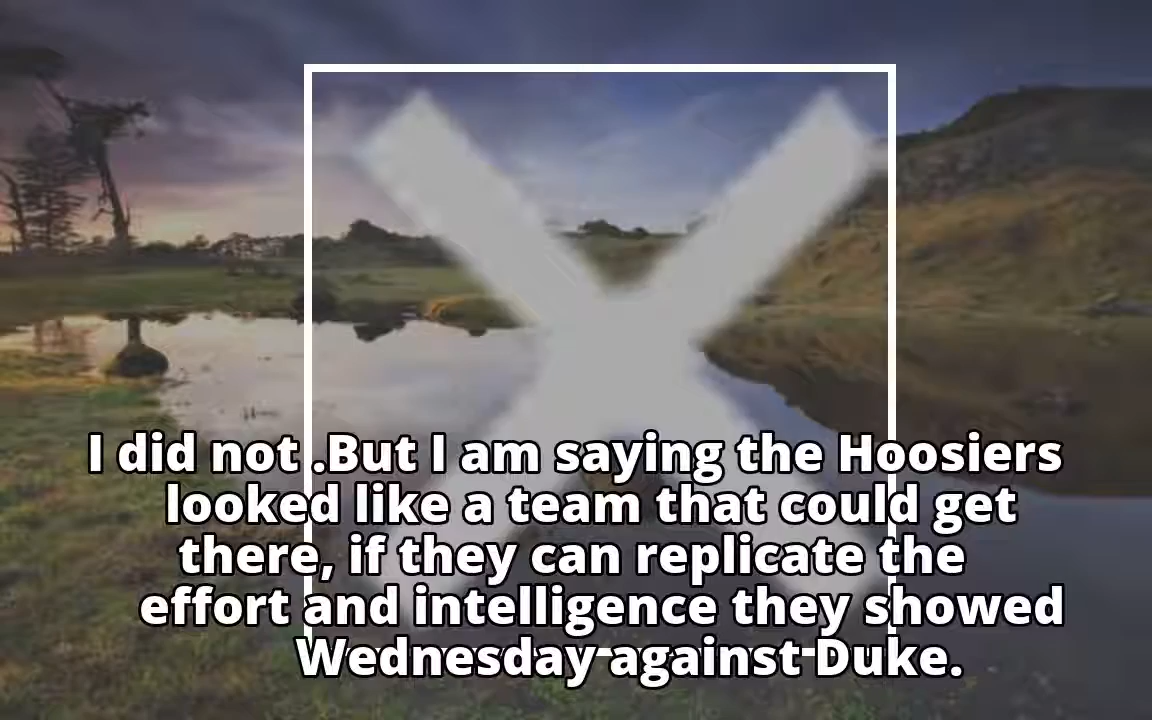 I did not .But I am saying the Hoosiers
looked like a team that could get
there, if they can replicate the
effort and intelligence they showed
Wednesday against Duke.